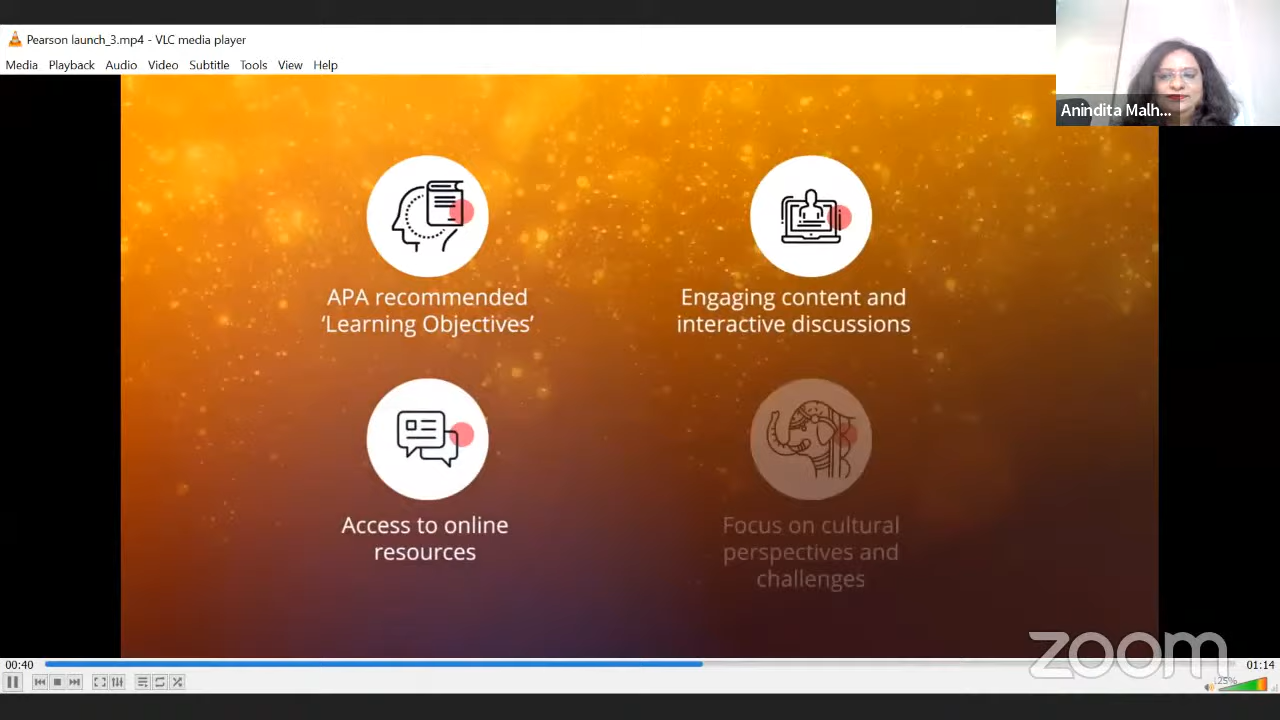 Pearson launch_3.mp4 - VLC media player
Media Playback Audio Video Subtitle Tools View Help
Anindita Malh...
APA recommended
‘Learning Objectives’
Engaging content and
interactive discussions
Access to online
resources
Focus on cultural
perspectives and
challenges
zoom
00:40
01:14
125%